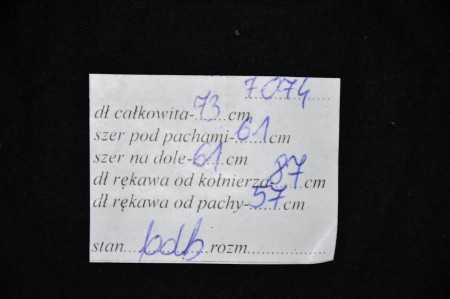 7074
dł całkowita-73...cm
szer pod pachami-61...cm
szer na dole-61...cm
dł rękawa od kołnierza-87...cm
dł rękawa od pachy-57...cm
stan....bdb....rozm.................